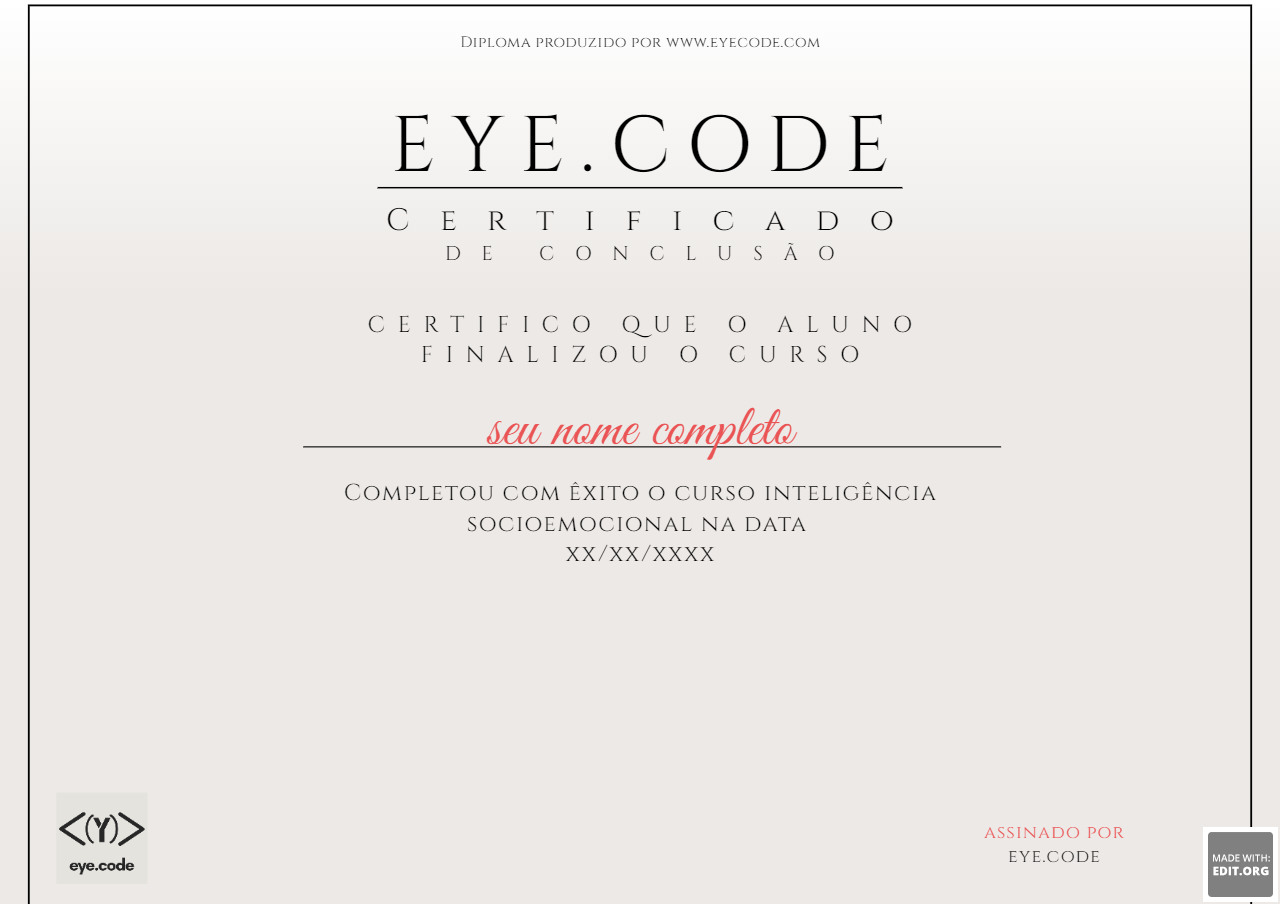 Diploma produzido por www.eyecode.com
EYE.CODE
Certificado
DE CONCLUSÃO
CERTIFICO QUE O ALUNO
FINALIZOU O CURSO
seu nome completo
Completou com êxito o curso inteligência
socioemocional na data
xx/xx/xxxx
<(Y)>
eye.code
assinado por
eye.code
MADE WITH:
EDIT.ORG